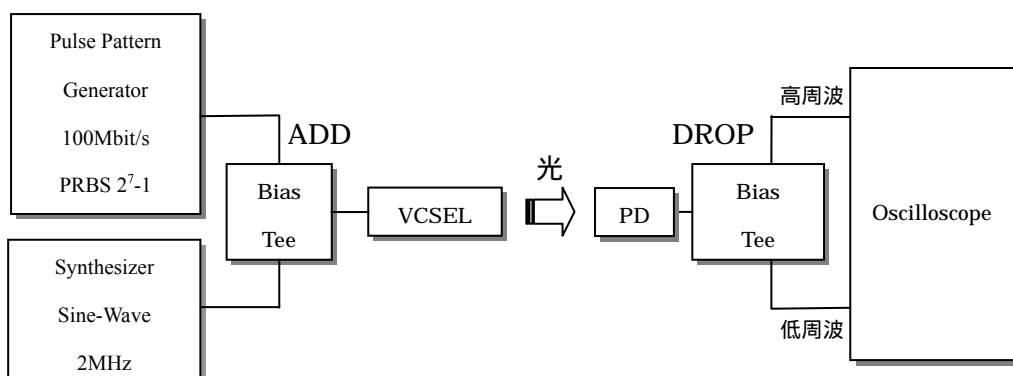 Pulse Pattern
Generator
100Mbit/s
PRBS 2⁷-1
Synthesizer
Sine-Wave
2MHz
ADD
Bias
Tee
VCSEL
光
PD
DROP
Bias
Tee
高周波
低周波
Oscilloscope